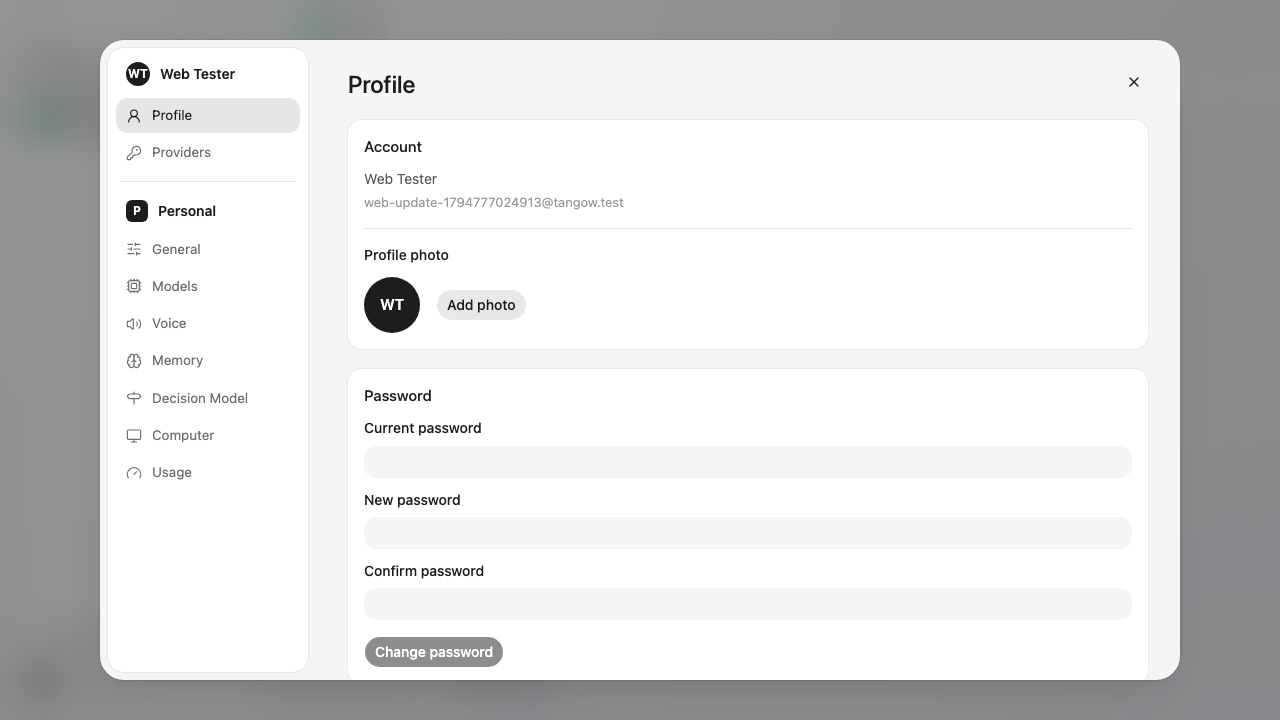 WT Web Tester
Profile
Providers
P Personal
General
Models
Voice
Memory
Decision Model
Computer
Usage
Profile
Account
Web Tester
web-update-1794777024913@tangow.test
Profile photo
WT Add photo
Password
Current password
New password
Confirm password
Change password